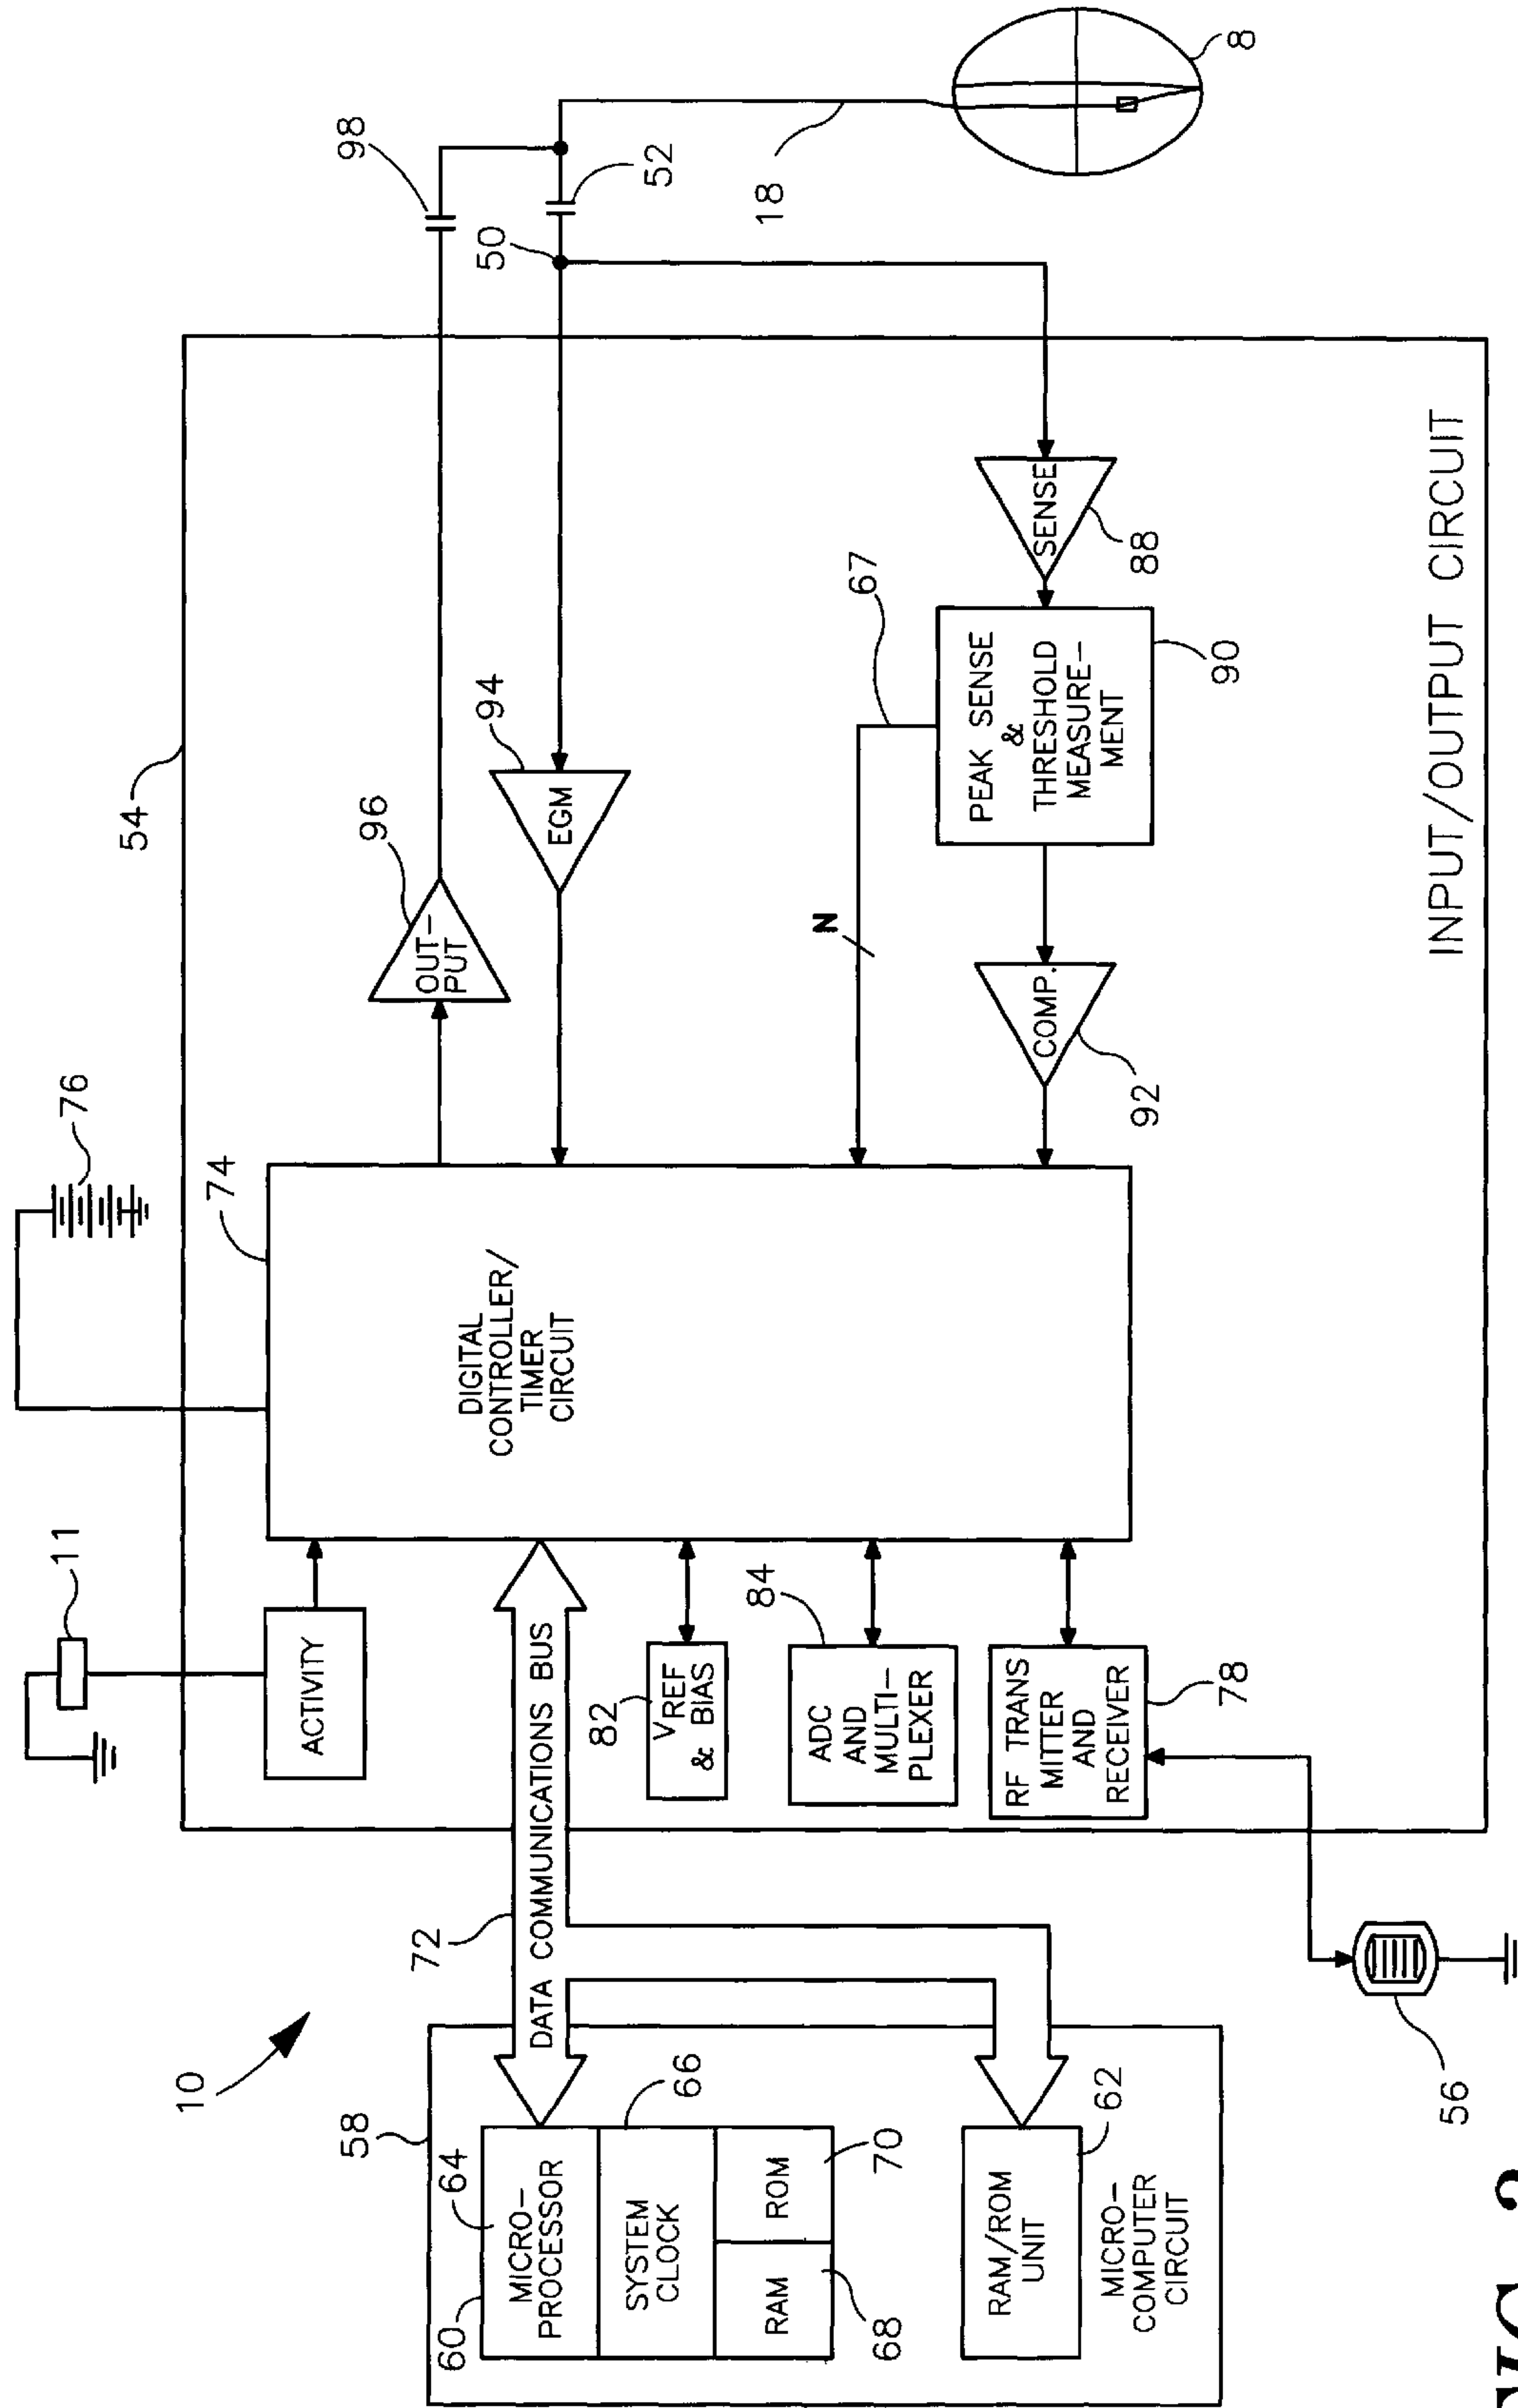 10
11
ACTIVITY
76
74
54
DIGITAL
CONTROLLER/
TIMER
CIRCUIT
96
OUT-
PUT
94
EGM
98
50
52
18
8
58
60
64
MICRO-
PROCESSOR
66
SYSTEM
CLOCK
RAM
ROM
68
70
RAM/ROM
UNIT
62
MICRO-
COMPUTER
CIRCUIT
72
DATA COMMUNICATIONS BUS
82
VREF
& BIAS
84
ADC
AND
MULTI-
PLEXER
RF TRANS
MITTER
AND
RECEIVER
78
56
N
67
COMP.
92
PEAK SENSE
&
THRESHOLD
MEASURE-
MENT
90
SENSE
88
INPUT/OUTPUT CIRCUIT